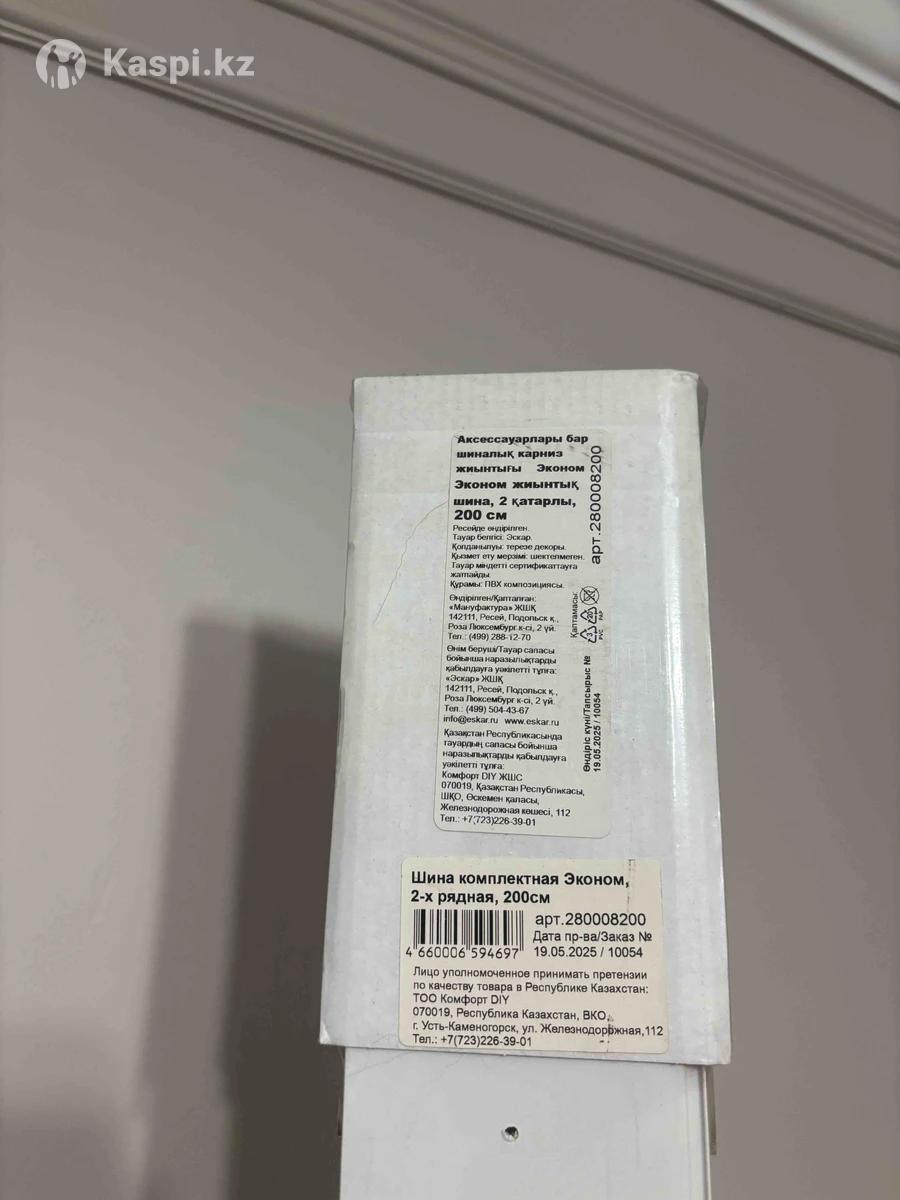 Kaspi.kz
Аксессауарлары бар
шиналық карниз
жиынтығы Эконом
Эконом жиынтық
шина, 2 қатарлы,
200 см
арт.280008200
Ресейде өндірілген.
Тауар белгісі: Эскар.
Қолданылуы: терезе декоры.
Қызмет ету мерзімі: шектелмеген.
Тауар міндетті сертификаттауға
жатпайды.
Құрамы: ПВХ композициясы.
Өндірілген/Қапталған:
«Мануфактура» ЖШҚ
142111, Ресей, Подольск қ.,
Роза Люксембург к-сі, 2 үй.
Тел.: (499) 288-12-70
Қаптамасы:
3
PVC
20
PAP
Өнім беруші/Тауар сапасы
бойынша наразылықтарды
қабылдауға уәкілетті тұлға:
«Эскар» ЖШҚ
142111, Ресей, Подольск қ.,
Роза Люксембург к-сі, 2 үй.
Тел.: (499) 504-43-67
info@eskar.ru www.eskar.ru
Өндіріс күні/Тапсырыс №
19.05.2025 / 10054
Қазақстан Республикасында
тауардың сапасы бойынша
наразылықтарды қабылдауға
уәкілетті тұлға:
Комфорт DIY ЖШС
070019, Қазақстан Республикасы,
ШҚО, Өскемен қаласы,
Железнодорожная көшесі, 112
Тел.: +7(723)226-39-01
Шина комплектная Эконом,
2-х рядная, 200см
4 660006 594697
арт.280008200
Дата пр-ва/Заказ №
19.05.2025 / 10054
Лицо уполномоченное принимать претензии
по качеству товара в Республике Казахстан:
ТОО Комфорт DIY
070019, Республика Казахстан, ВКО,
г. Усть-Каменогорск, ул. Железнодорожная,112
Тел.: +7(723)226-39-01